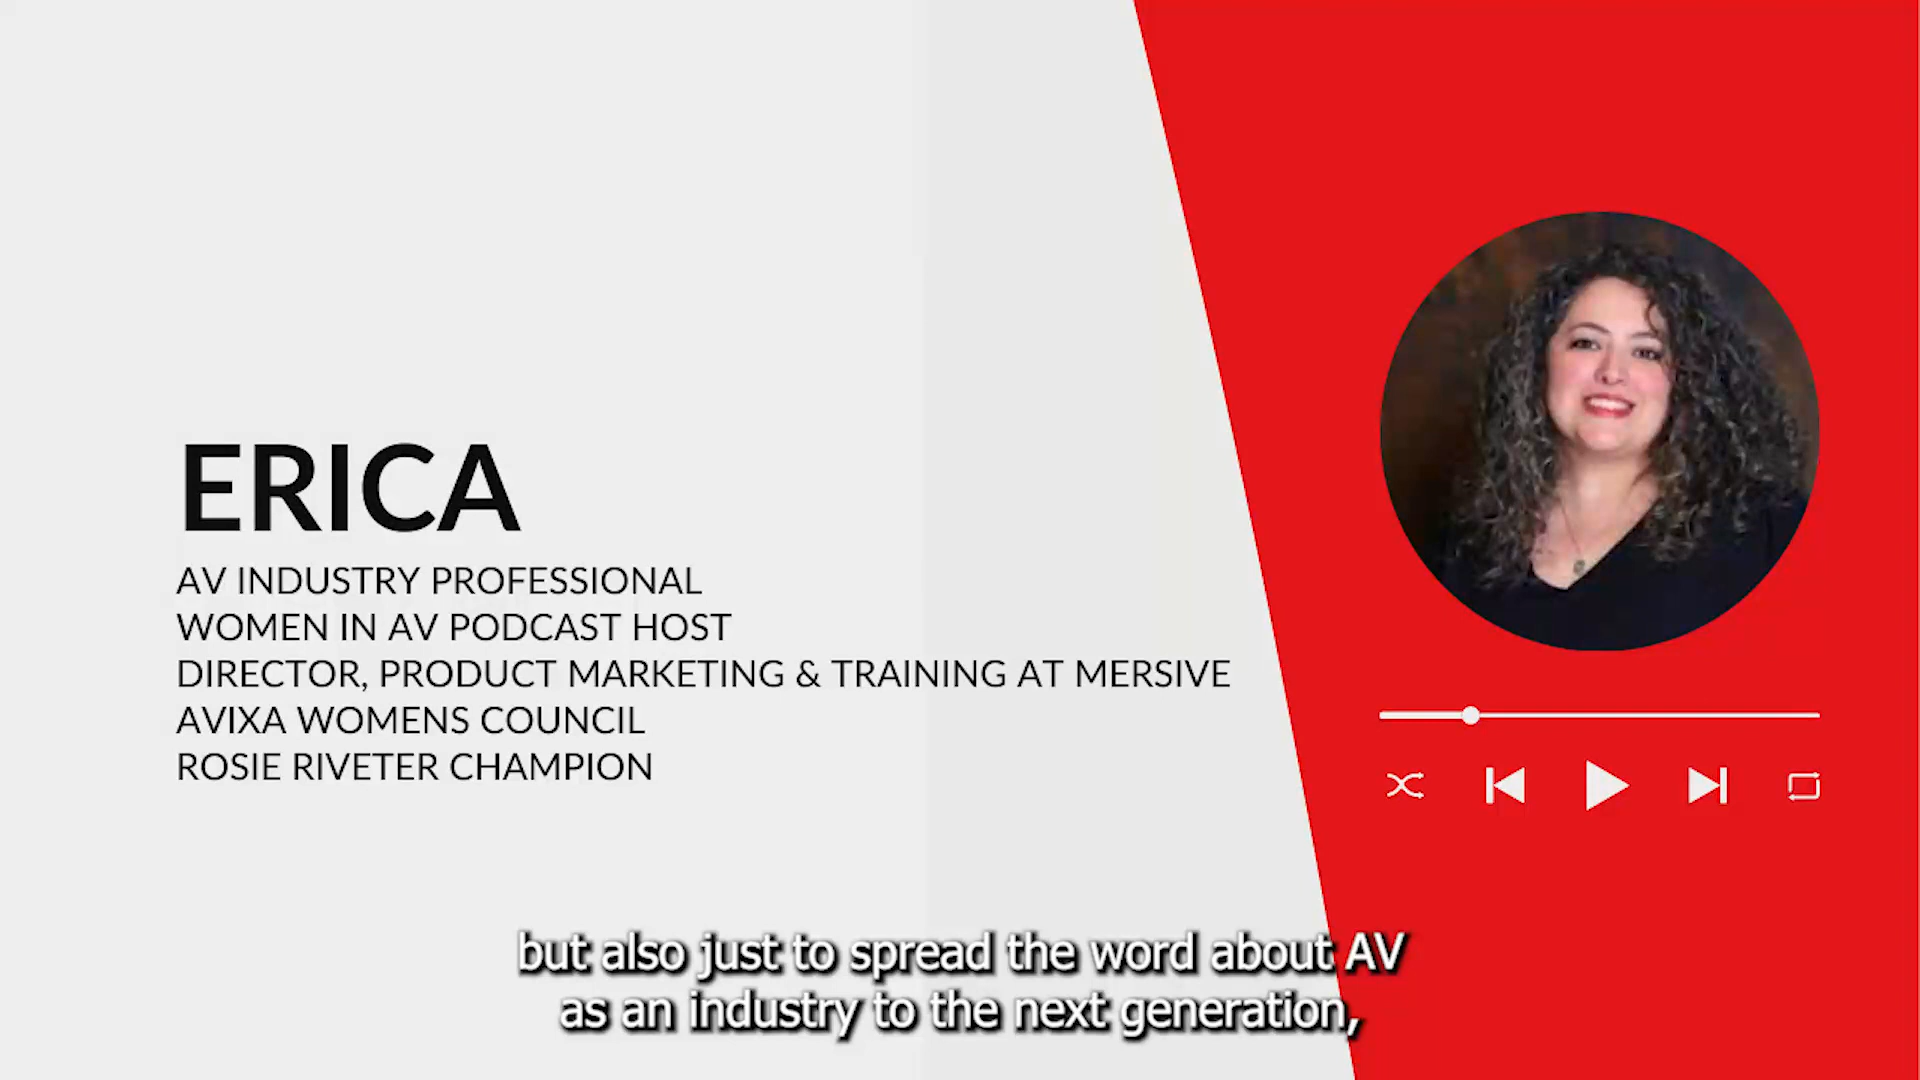 ERICA
AV INDUSTRY PROFESSIONAL
WOMEN IN AV PODCAST HOST
DIRECTOR, PRODUCT MARKETING & TRAINING AT MERSIVE
AVIXA WOMENS COUNCIL
ROSIE RIVETER CHAMPION
but also just to spread the word about AV
as an industry to the next generation,